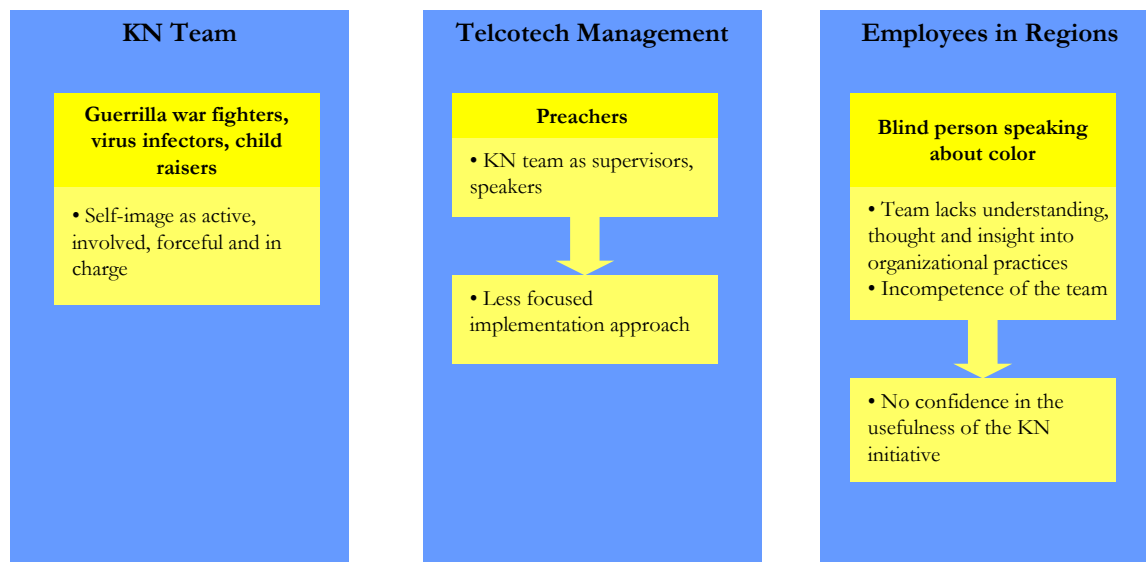 KN Team
Guerrilla war fighters,
virus infectors, child
raisers
• Self-image as active,
involved, forceful and in
charge
Telcotech Management
Preachers
• KN team as supervisors,
speakers
• Less focused
implementation approach
Employees in Regions
Blind person speaking
about color
• Team lacks understanding,
thought and insight into
organizational practices
• Incompetence of the team
• No confidence in the
usefulness of the KN
initiative